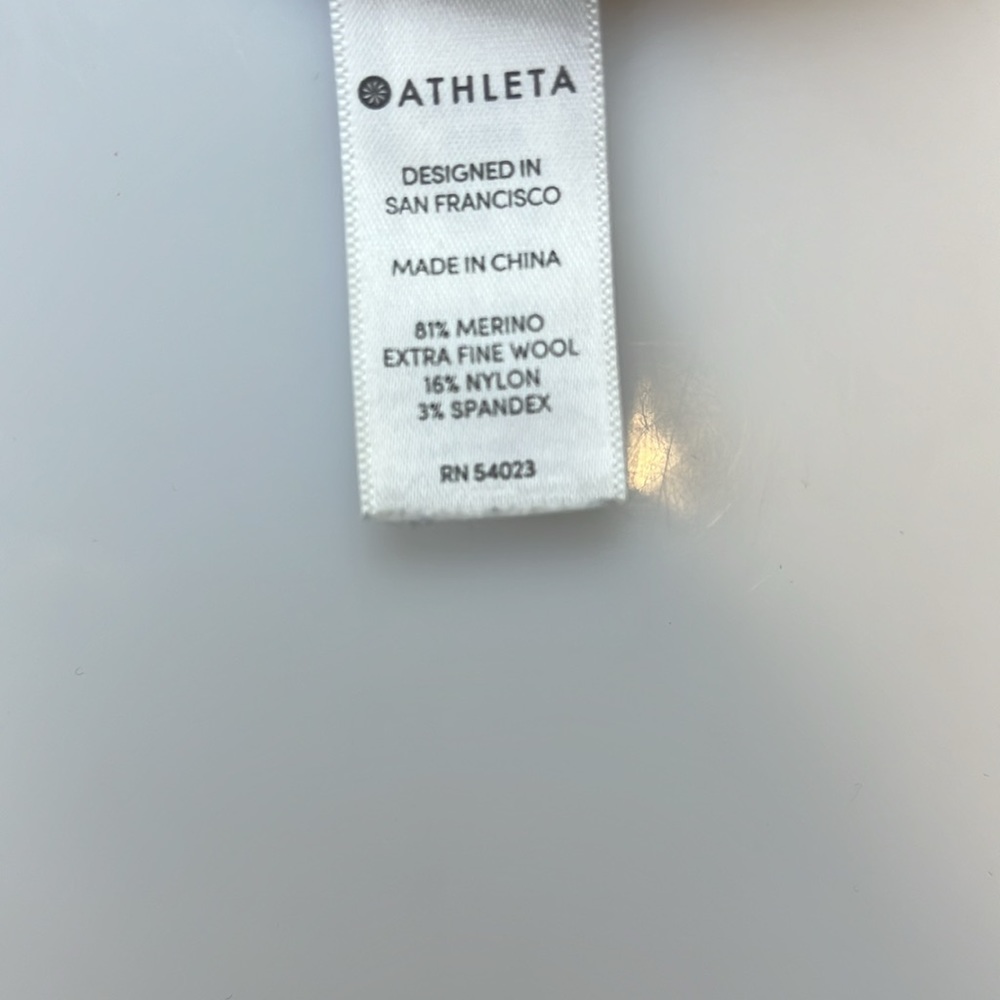 ATHLETA
DESIGNED IN
SAN FRANCISCO
MADE IN CHINA
81% MERINO
EXTRA FINE WOOL
16% NYLON
3% SPANDEX
RN 54023